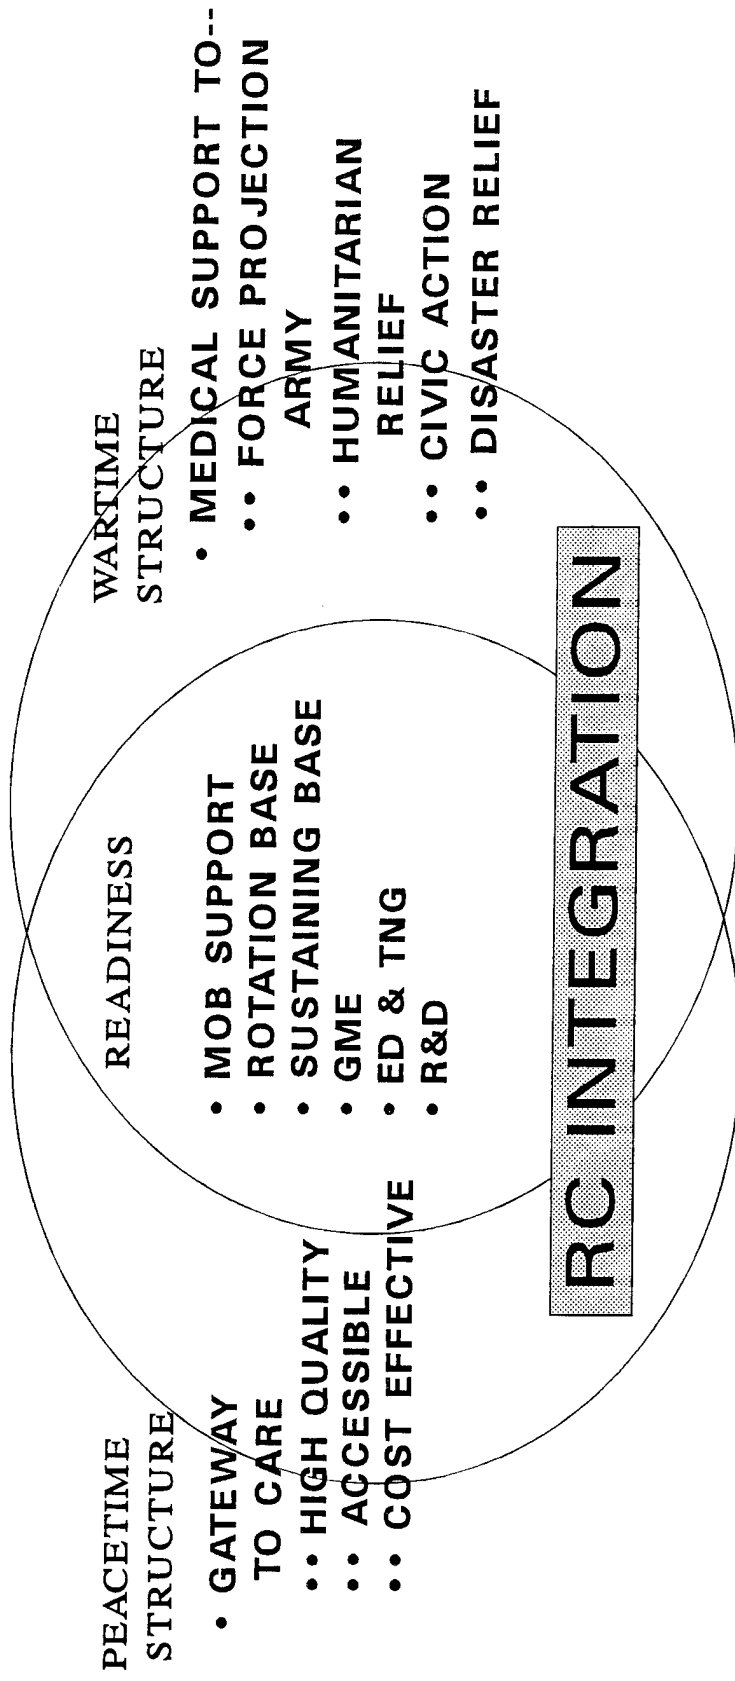 PEACETIME
STRUCTURE
• GATEWAY
TO CARE
•• HIGH QUALITY
•• ACCESSIBLE
•• COST EFFECTIVE
READINESS
• MOB SUPPORT
• ROTATION BASE
• SUSTAINING BASE
• GME
• ED & TNG
• R&D
WARTIME
STRUCTURE
• MEDICAL SUPPORT TO--
•• FORCE PROJECTION
ARMY
•• HUMANITARIAN
RELIEF
•• CIVIC ACTION
•• DISASTER RELIEF
RC INTEGRATION